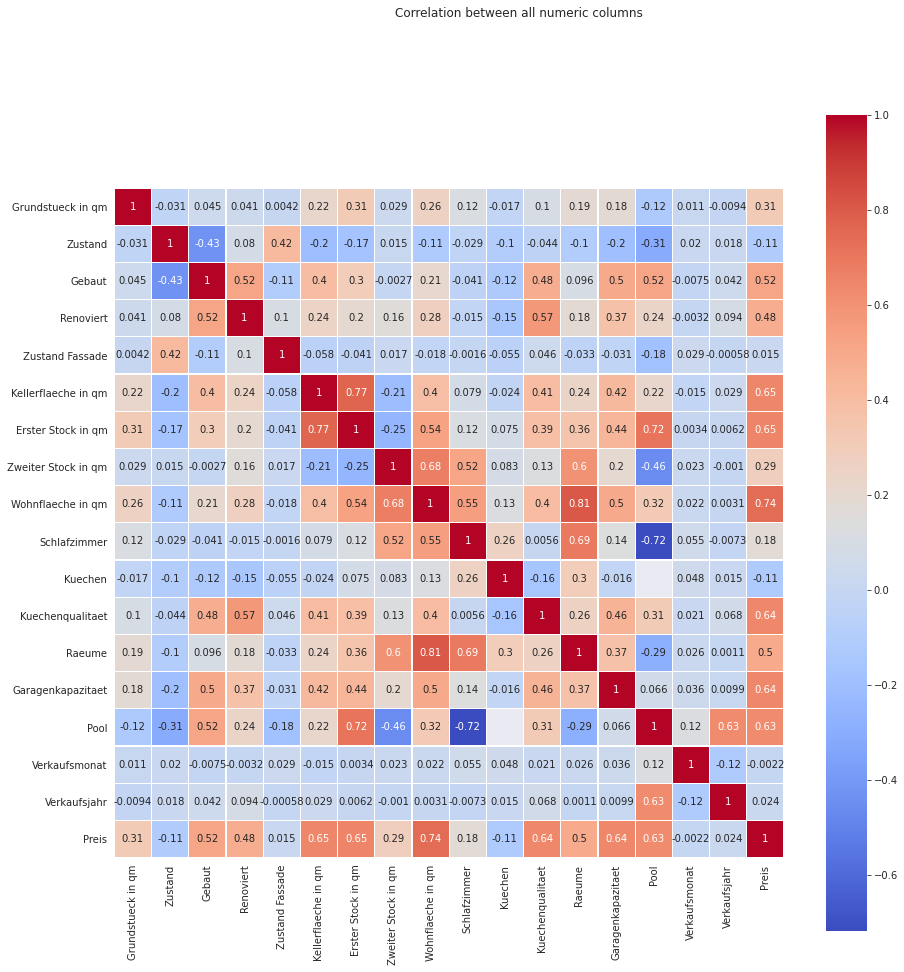 Correlation between all numeric columns
1.0
0.8
0.6
0.4
0.2
0.0
−0.2
−0.4
−0.6
Grundstueck in qm 1 -0.031 0.045 0.041 0.0042 0.22 0.31 0.029 0.26 0.12 -0.017 0.1 0.19 0.18 -0.12 0.011 -0.0094 0.31
Zustand -0.031 1 -0.43 0.08 0.42 -0.2 -0.17 0.015 -0.11 -0.029 -0.1 -0.044 -0.1 -0.2 -0.31 0.02 0.018 -0.11
Gebaut 0.045 -0.43 1 0.52 -0.11 0.4 0.3 -0.0027 0.21 -0.041 -0.12 0.48 0.096 0.5 0.52 -0.0075 0.042 0.52
Renoviert 0.041 0.08 0.52 1 0.1 0.24 0.2 0.16 0.28 -0.015 -0.15 0.57 0.18 0.37 0.24 -0.0032 0.094 0.48
Zustand Fassade 0.0042 0.42 -0.11 0.1 1 -0.058 -0.041 0.017 -0.018 -0.0016 -0.055 0.046 -0.033 -0.031 -0.18 0.029 -0.00058 0.015
Kellerflaeche in qm 0.22 -0.2 0.4 0.24 -0.058 1 0.77 -0.21 0.4 0.079 -0.024 0.41 0.24 0.42 0.22 -0.015 0.029 0.65
Erster Stock in qm 0.31 -0.17 0.3 0.2 -0.041 0.77 1 -0.25 0.54 0.12 0.075 0.39 0.36 0.44 0.72 0.0034 0.0062 0.65
Zweiter Stock in qm 0.029 0.015 -0.0027 0.16 0.017 -0.21 -0.25 1 0.68 0.52 0.083 0.13 0.6 0.2 -0.46 0.023 -0.001 0.29
Wohnflaeche in qm 0.26 -0.11 0.21 0.28 -0.018 0.4 0.54 0.68 1 0.55 0.13 0.4 0.81 0.5 0.32 0.022 0.0031 0.74
Schlafzimmer 0.12 -0.029 -0.041 -0.015 -0.0016 0.079 0.12 0.52 0.55 1 0.26 0.0056 0.69 0.14 -0.72 0.055 -0.0073 0.18
Kuechen -0.017 -0.1 -0.12 -0.15 -0.055 -0.024 0.075 0.083 0.13 0.26 1 -0.16 0.3 -0.016 0.048 0.015 -0.11
Kuechenqualitaet 0.1 -0.044 0.48 0.57 0.046 0.41 0.39 0.13 0.4 0.0056 -0.16 1 0.26 0.46 0.31 0.021 0.068 0.64
Raeume 0.19 -0.1 0.096 0.18 -0.033 0.24 0.36 0.6 0.81 0.69 0.3 0.26 1 0.37 -0.29 0.026 0.0011 0.5
Garagenkapazitaet 0.18 -0.2 0.5 0.37 -0.031 0.42 0.44 0.2 0.5 0.14 -0.016 0.46 0.37 1 0.066 0.036 0.0099 0.64
Pool -0.12 -0.31 0.52 0.24 -0.18 0.22 0.72 -0.46 0.32 -0.72 0.31 -0.29 0.066 1 0.12 0.63 0.63
Verkaufsmonat 0.011 0.02 -0.0075 -0.0032 0.029 -0.015 0.0034 0.023 0.022 0.055 0.048 0.021 0.026 0.036 0.12 1 -0.12 -0.0022
Verkaufsjahr -0.0094 0.018 0.042 0.094 -0.00058 0.029 0.0062 -0.001 0.0031 -0.0073 0.015 0.068 0.0011 0.0099 0.63 -0.12 1 0.024
Preis 0.31 -0.11 0.52 0.48 0.015 0.65 0.65 0.29 0.74 0.18 -0.11 0.64 0.5 0.64 0.63 -0.0022 0.024 1
Grundstueck in qm
Zustand
Gebaut
Renoviert
Zustand Fassade
Kellerflaeche in qm
Erster Stock in qm
Zweiter Stock in qm
Wohnflaeche in qm
Schlafzimmer
Kuechen
Kuechenqualitaet
Raeume
Garagenkapazitaet
Pool
Verkaufsmonat
Verkaufsjahr
Preis